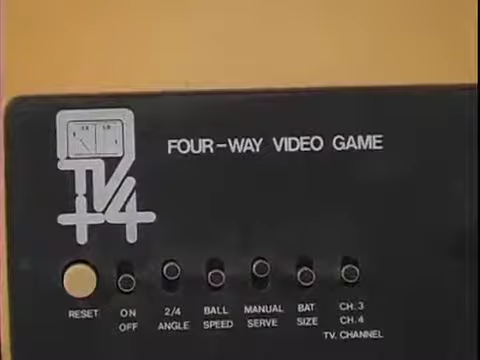 TV
+4
FOUR-WAY VIDEO GAME
RESET
ON
OFF
2/4
ANGLE
BALL
SPEED
MANUAL
SERVE
BAT
SIZE
CH. 3
CH. 4
T.V. CHANNEL